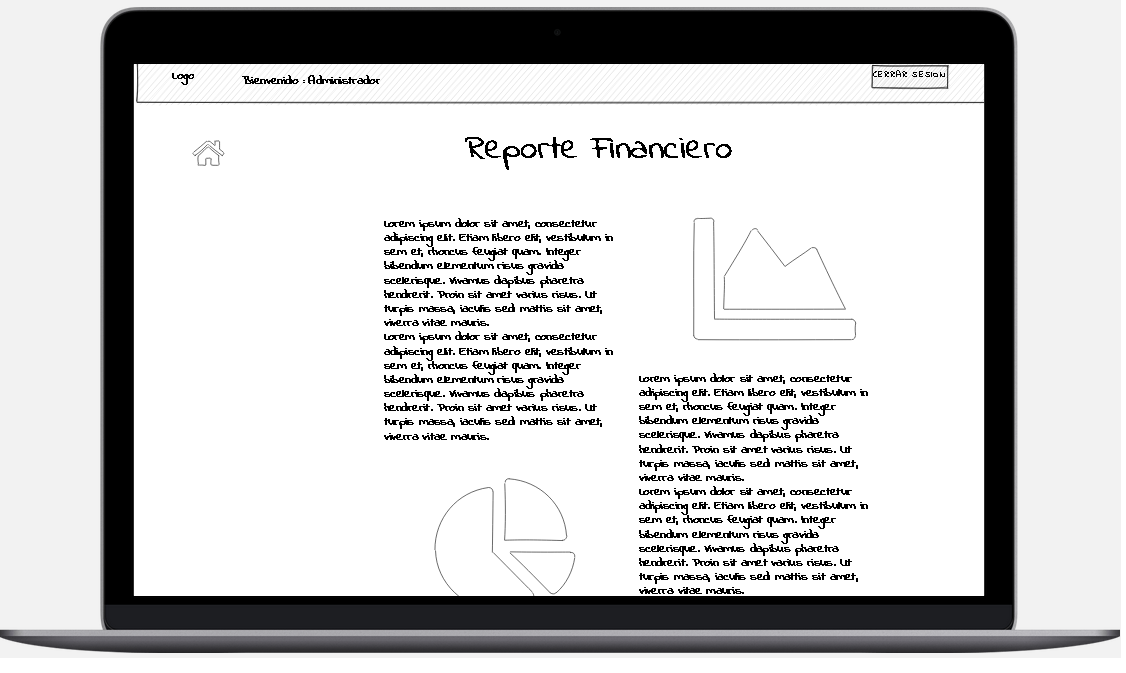 Logo
Bienvenido : Administrador
CERRAR SESION
Reporte Financiero
Lorem ipsum dolor sit amet, consectetur
adipiscing elit. Etiam libero elit, vestibulum in
sem et, rhoncus feugiat quam. Integer
bibendum elementum risus gravida
scelerisque. Vivamus dapibus pharetra
hendrerit. Proin sit amet varius risus. Ut
turpis massa, iaculis sed mattis sit amet,
viverra vitae mauris.
Lorem ipsum dolor sit amet, consectetur
adipiscing elit. Etiam libero elit, vestibulum in
sem et, rhoncus feugiat quam. Integer
bibendum elementum risus gravida
scelerisque. Vivamus dapibus pharetra
hendrerit. Proin sit amet varius risus. Ut
turpis massa, iaculis sed mattis sit amet,
viverra vitae mauris.
Lorem ipsum dolor sit amet, consectetur
adipiscing elit. Etiam libero elit, vestibulum in
sem et, rhoncus feugiat quam. Integer
bibendum elementum risus gravida
scelerisque. Vivamus dapibus pharetra
hendrerit. Proin sit amet varius risus. Ut
turpis massa, iaculis sed mattis sit amet,
viverra vitae mauris.
Lorem ipsum dolor sit amet, consectetur
adipiscing elit. Etiam libero elit, vestibulum in
sem et, rhoncus feugiat quam. Integer
bibendum elementum risus gravida
scelerisque. Vivamus dapibus pharetra
hendrerit. Proin sit amet varius risus. Ut
turpis massa, iaculis sed mattis sit amet,
viverra vitae mauris.